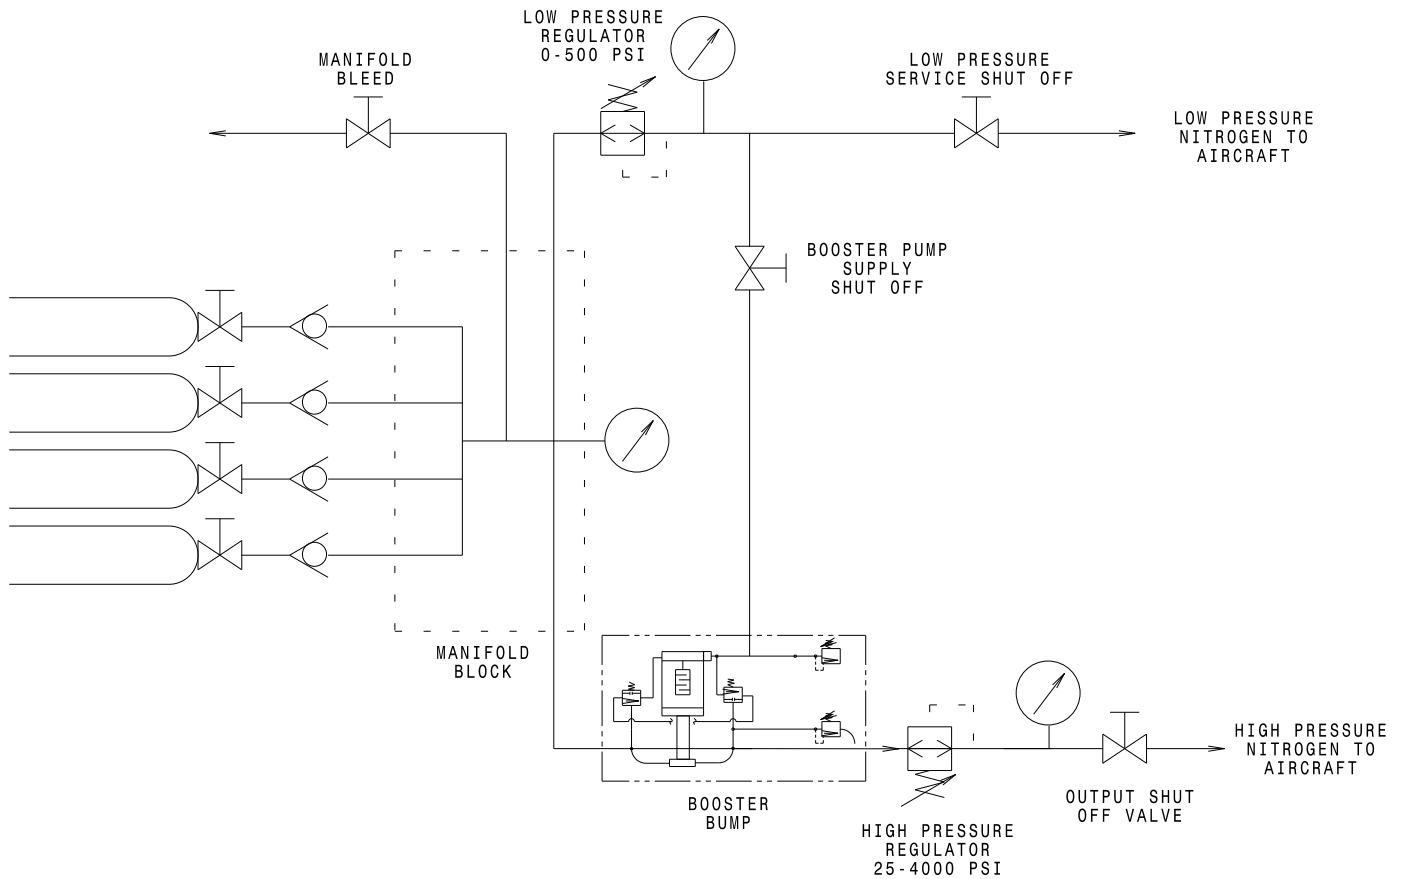 LOW PRESSURE
REGULATOR
0-500 PSI
MANIFOLD
BLEED
LOW PRESSURE
SERVICE SHUT OFF
LOW PRESSURE
NITROGEN TO
AIRCRAFT
BOOSTER PUMP
SUPPLY
SHUT OFF
MANIFOLD
BLOCK
HIGH PRESSURE
NITROGEN TO
AIRCRAFT
BOOSTER
BUMP
OUTPUT SHUT
OFF VALVE
HIGH PRESSURE
REGULATOR
25-4000 PSI